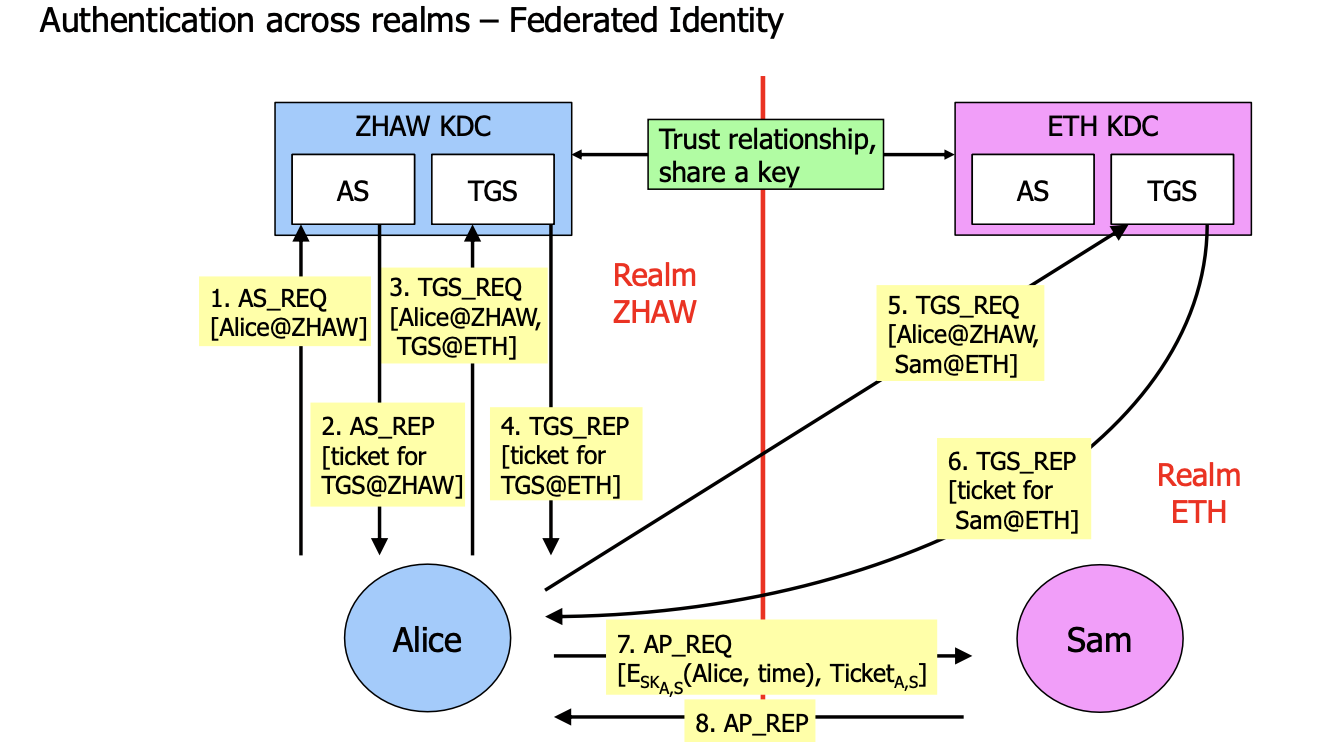 Authentication across realms – Federated Identity
ZHAW KDC
AS
TGS
Trust relationship,
share a key
ETH KDC
AS
TGS
Realm
ZHAW
1. AS_REQ
[Alice@ZHAW]
3. TGS_REQ
[Alice@ZHAW,
TGS@ETH]
5. TGS_REQ
[Alice@ZHAW,
Sam@ETH]
2. AS_REP
[ticket for
TGS@ZHAW]
4. TGS_REP
[ticket for
TGS@ETH]
6. TGS_REP
[ticket for
Sam@ETH]
Realm
ETH
Alice
Sam
7. AP_REQ
[E_SK_A,S(Alice, time), Ticket_A,S]
8. AP_REP